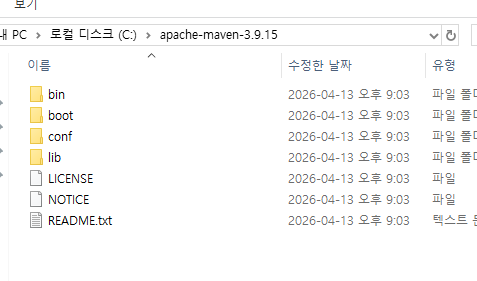 보기
내 PC > 로컬 디스크 (C:) > apache-maven-3.9.15
이름 수정한 날짜 유형
bin 2026-04-13 오후 9:03 파일 폴더
boot 2026-04-13 오후 9:03 파일 폴더
conf 2026-04-13 오후 9:03 파일 폴더
lib 2026-04-13 오후 9:03 파일 폴더
LICENSE 2026-04-13 오후 9:03 파일
NOTICE 2026-04-13 오후 9:03 파일
README.txt 2026-04-13 오후 9:03 텍스트